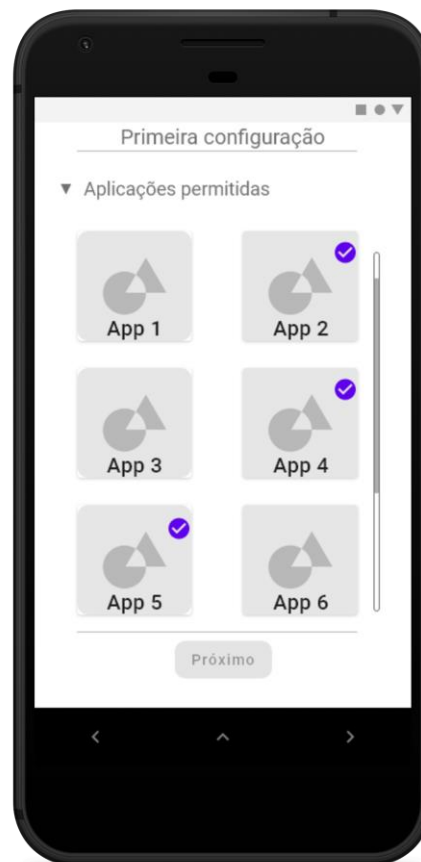 Primeira configuração
Aplicações permitidas
App 1
App 2
App 3
App 4
App 5
App 6
Próximo